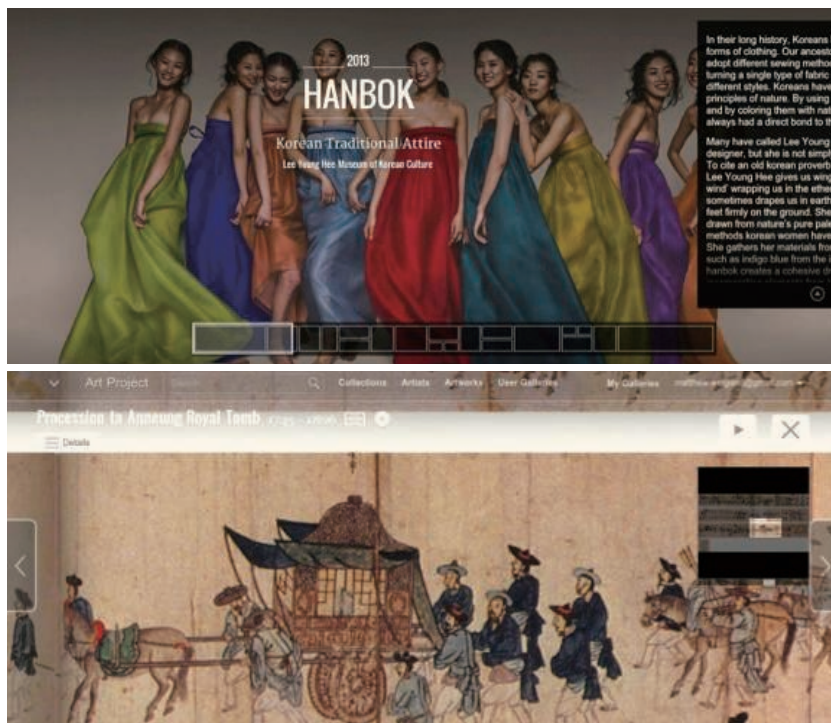 2013
HANBOK
Korean Traditional Attire
Lee Young Hee Museum of Korean Culture
In their long history, Koreans
forms of clothing. Our ancesto
adopt different sewing metho
turning a single type of fabric
different styles. Koreans have
principles of nature. By using
and by coloring them with nat
always had a direct bond to th
Many have called Lee Young
designer, but she is not simpl
To cite an old korean proverb
Lee Young Hee gives us wing
wind' wrapping us in the ether
sometimes drapes us in earth
feet firmly on the ground. She
drawn from nature's pure pale
methods korean women have
She gathers her materials fro
such as indigo blue from the i
hanbok creates a cohesive de
Art Project
Search
Collections
Artists
Artworks
User Galleries
My Galleries
Procession to Anneung Royal Tomb
Details